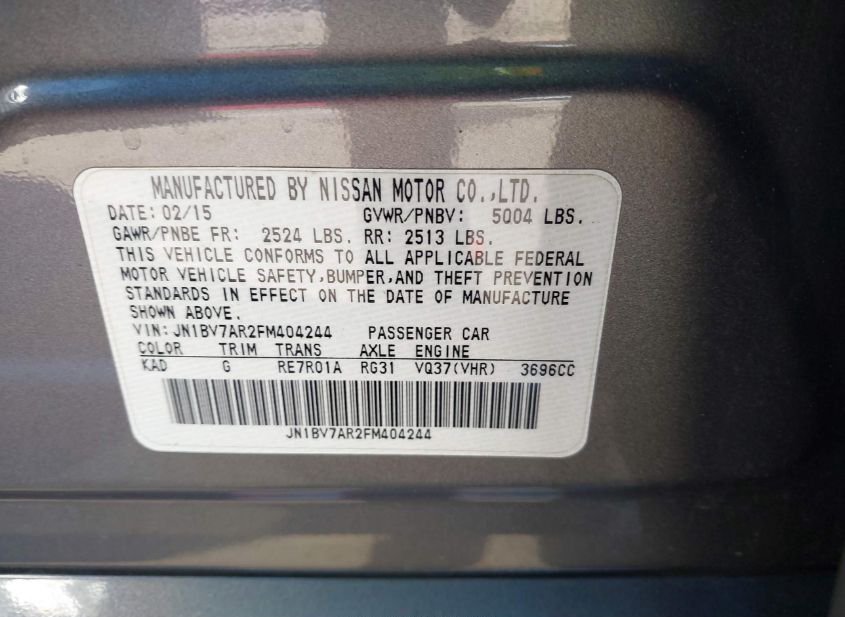 MANUFACTURED BY NISSAN MOTOR CO.,LTD.
DATE: 02/15 GVWR/PNBV: 5004 LBS.
GAWR/PNBE FR: 2524 LBS. RR: 2513 LBS.
THIS VEHICLE CONFORMS TO ALL APPLICABLE FEDERAL
MOTOR VEHICLE SAFETY,BUMPER,AND THEFT PREVENTION
STANDARDS IN EFFECT ON THE DATE OF MANUFACTURE
SHOWN ABOVE.
VIN: JN1BV7AR2FM404244 PASSENGER CAR
COLOR TRIM TRANS AXLE ENGINE
KAD G RE7R01A RG31 VQ37(VHR) 3696CC
JN1BV7AR2FM404244